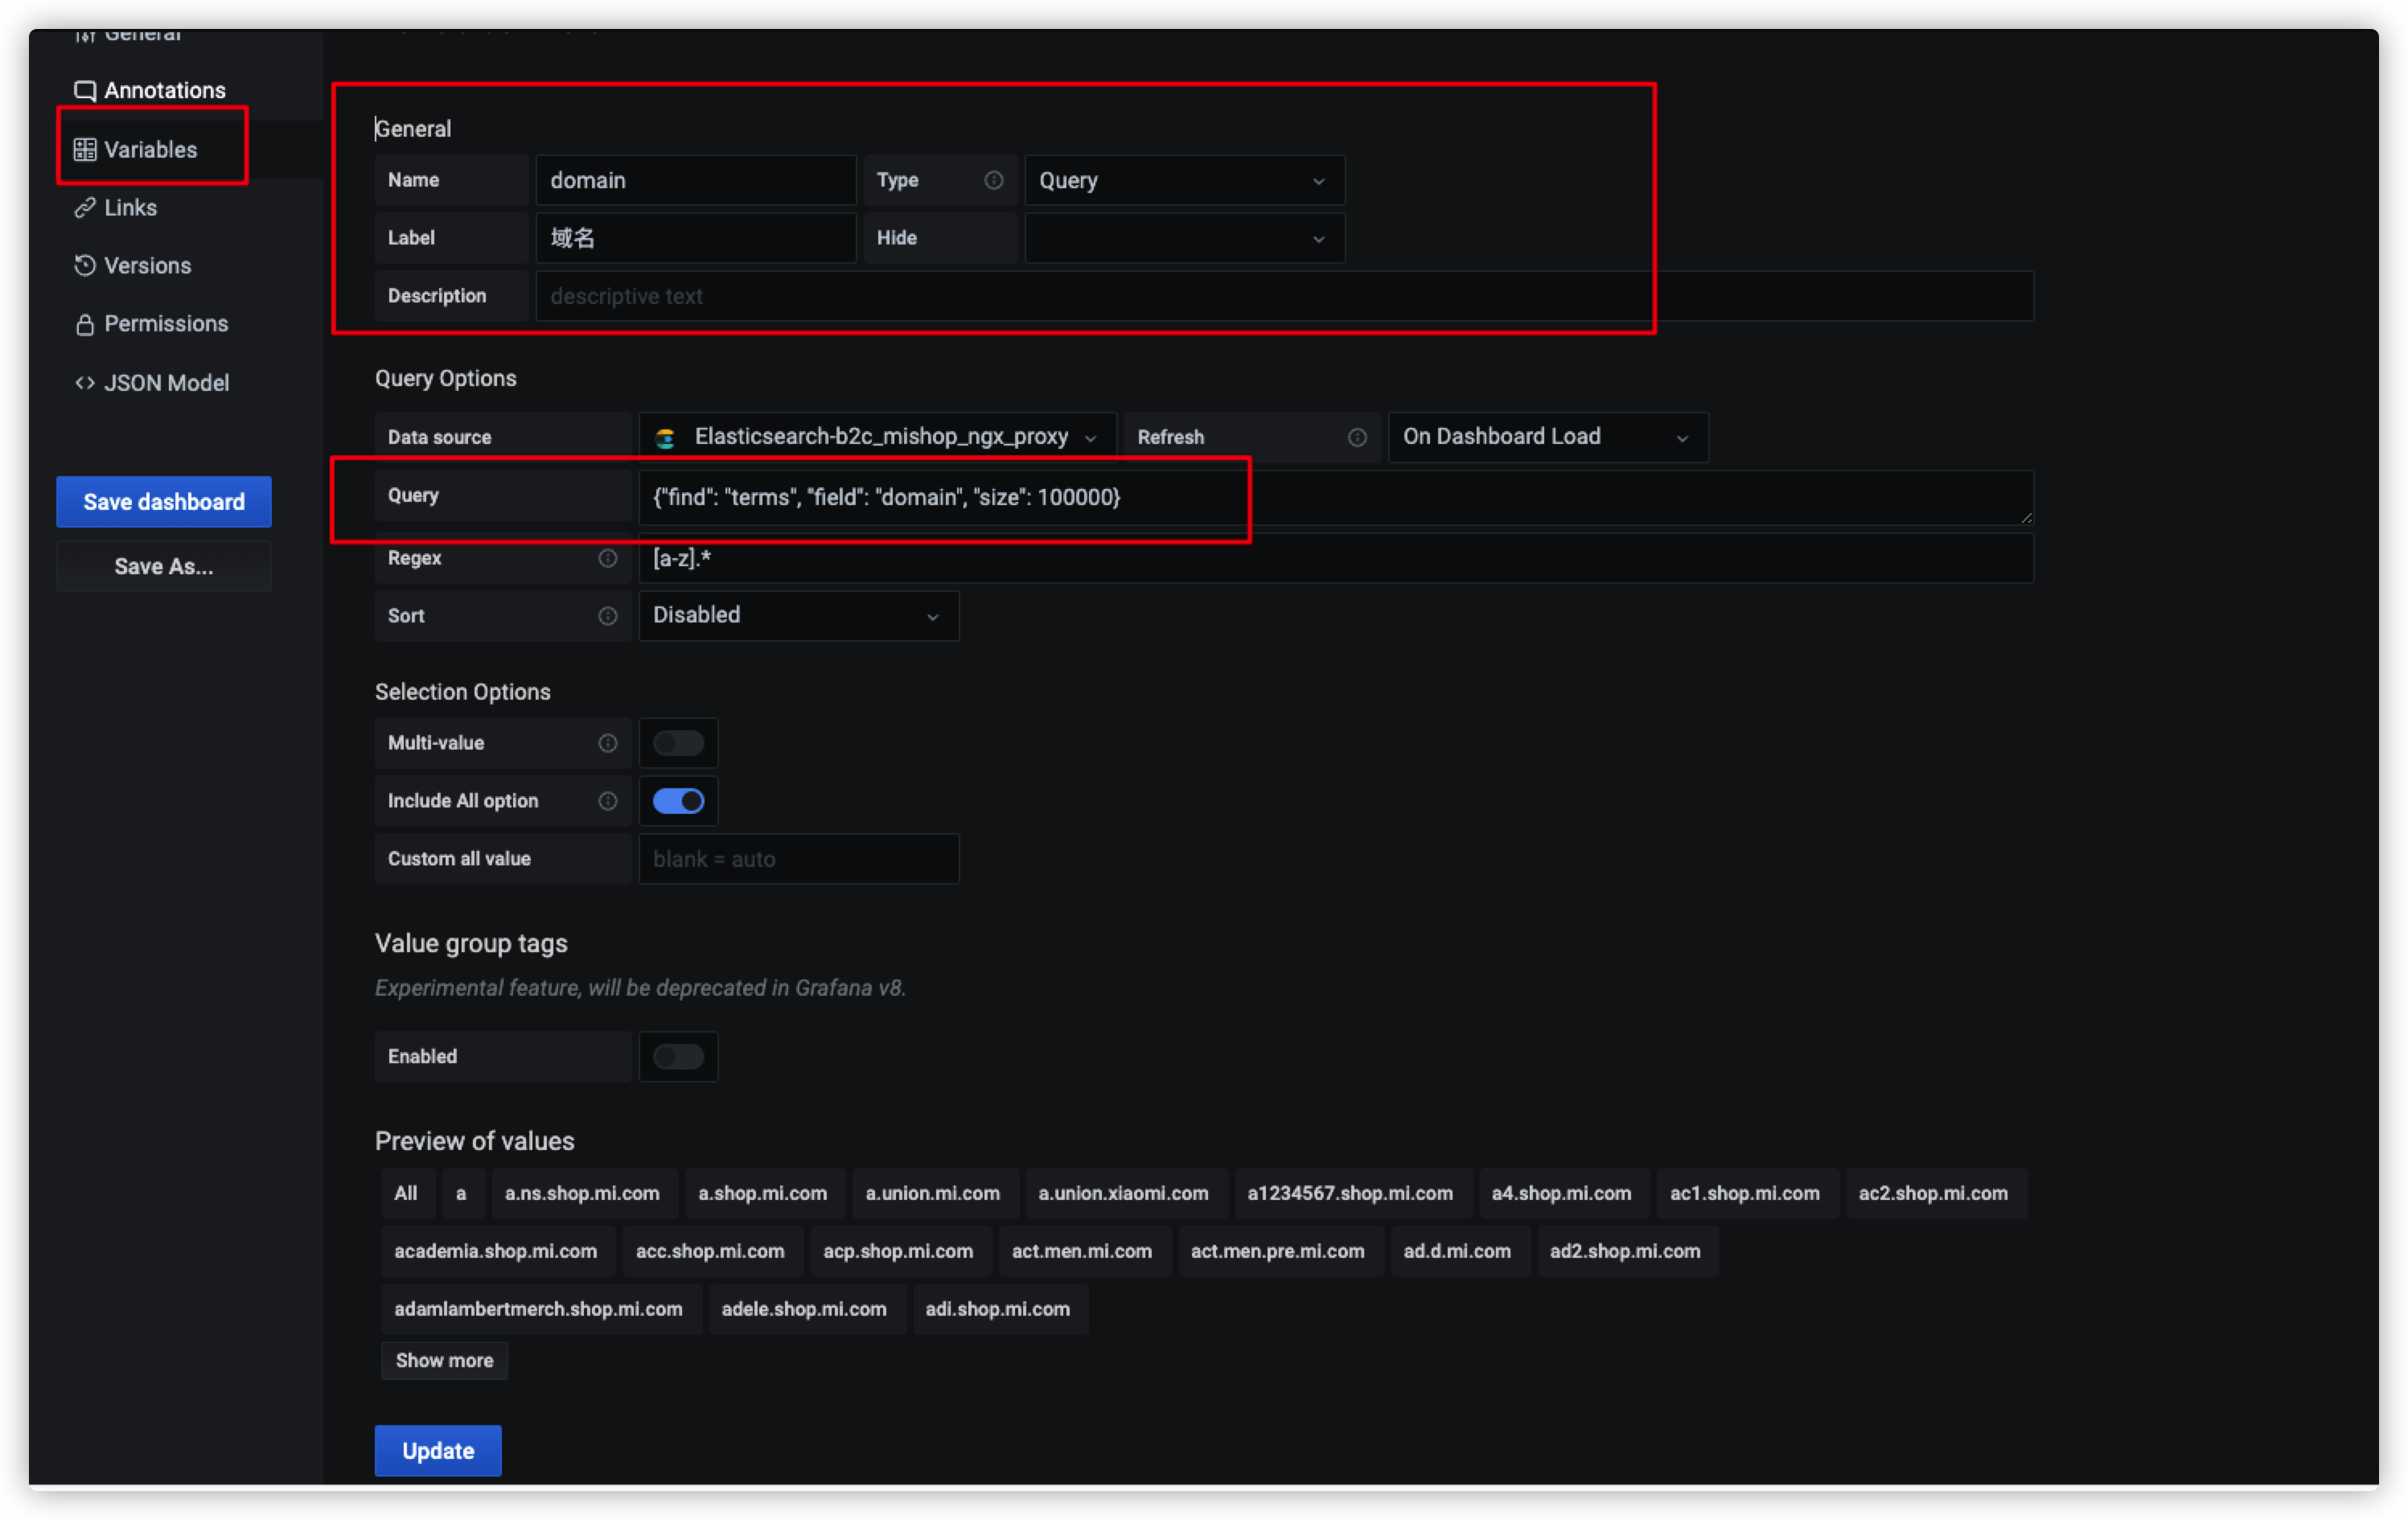 General
Annotations
Variables
Links
Versions
Permissions
JSON Model
Save dashboard
Save As...
General
Name domain Type Query
Label 域名 Hide
Description descriptive text
Query Options
Data source Elasticsearch-b2c_mishop_ngx_proxy Refresh On Dashboard Load
Query {"find": "terms", "field": "domain", "size": 100000}
Regex [a-z].*
Sort Disabled
Selection Options
Multi-value
Include All option
Custom all value blank = auto
Value group tags
Experimental feature, will be deprecated in Grafana v8.
Enabled
Preview of values
All a a.ns.shop.mi.com a.shop.mi.com a.union.mi.com a.union.xiaomi.com a1234567.shop.mi.com a4.shop.mi.com ac1.shop.mi.com ac2.shop.mi.com
academia.shop.mi.com acc.shop.mi.com acp.shop.mi.com act.men.mi.com act.men.pre.mi.com ad.d.mi.com ad2.shop.mi.com
adamlambertmerch.shop.mi.com adele.shop.mi.com adi.shop.mi.com
Show more
Update